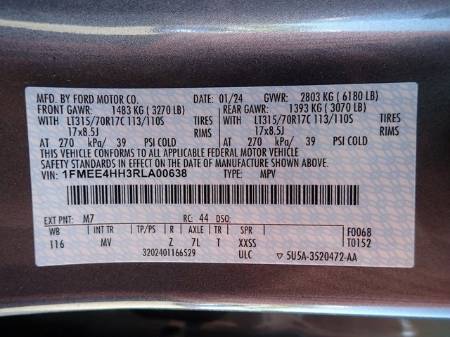 MFD. BY FORD MOTOR CO. 01/24 GVWR: 2803 KG ( 6180 LB)
FRONT GAWR: 1483 KG ( 3270 LB) REAR GAWR: 1393 KG ( 3070 LB)
WITH LT315/70R17C 113/110S TIRES WITH LT315/70R17C 113/110S TIRES
17x8.5J RIMS 17x8.5J RIMS
AT 270 kPa/ 39 PSI COLD AT 270 kPa/ 39 PSI COLD
THIS VEHICLE CONFORMS TO ALL APPLICABLE FEDERAL MOTOR VEHICLE
SAFETY STANDARDS IN EFFECT ON THE DATE OF MANUFACTURE SHOWN ABOVE.
VIN: 1FMEE4HH3RLA00638 TYPE: MPV
EXT PNT: M7 RC: 44 DSO: F0068
WB INT TR TP/PS R AXLE TR SPR T0152
116 MV Z 7L T XXSS
3202401166529 ULC 5U5A-3520472-AA